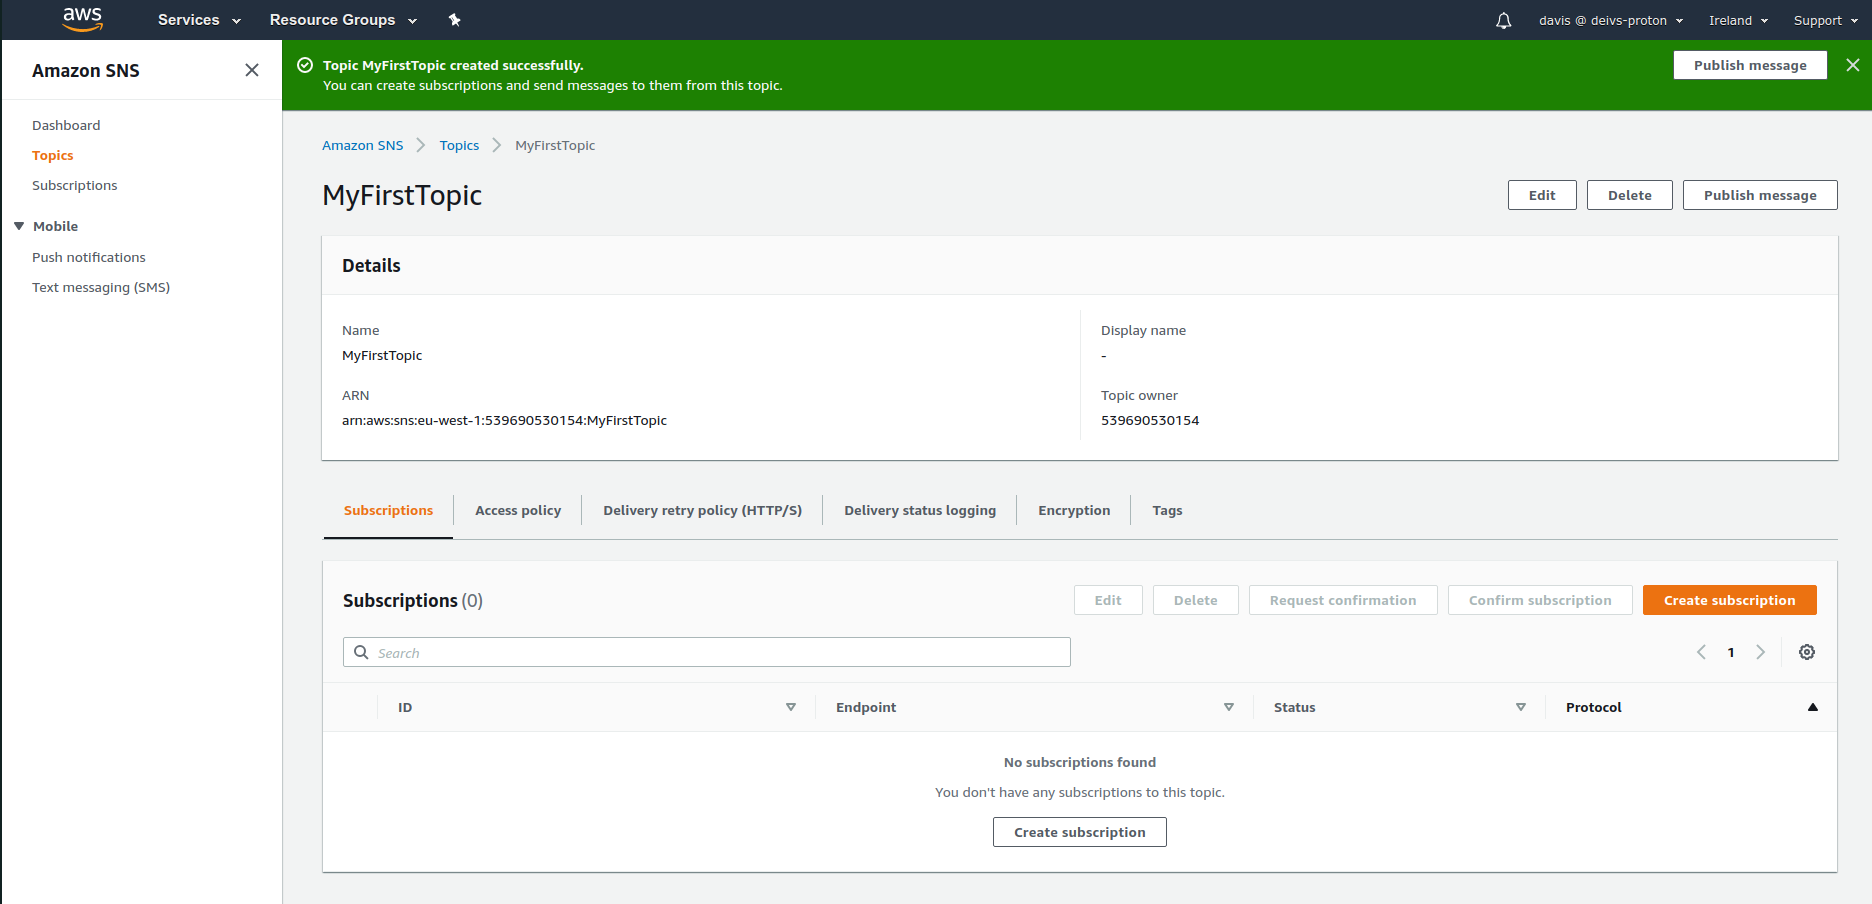 aws Services Resource Groups davis @ deivs-proton Ireland Support
Amazon SNS
Dashboard
Topics
Subscriptions
Mobile
Push notifications
Text messaging (SMS)
Topic MyFirstTopic created successfully.
You can create subscriptions and send messages to them from this topic.
Publish message
Amazon SNS Topics MyFirstTopic
MyFirstTopic
Edit Delete Publish message
Details
Name
MyFirstTopic
ARN
arn:aws:sns:eu-west-1:539690530154:MyFirstTopic
Display name
-
Topic owner
539690530154
Subscriptions Access policy Delivery retry policy (HTTP/S) Delivery status logging Encryption Tags
Subscriptions (0)
Edit Delete Request confirmation Confirm subscription Create subscription
Search
1
ID Endpoint Status Protocol
No subscriptions found
You don't have any subscriptions to this topic.
Create subscription